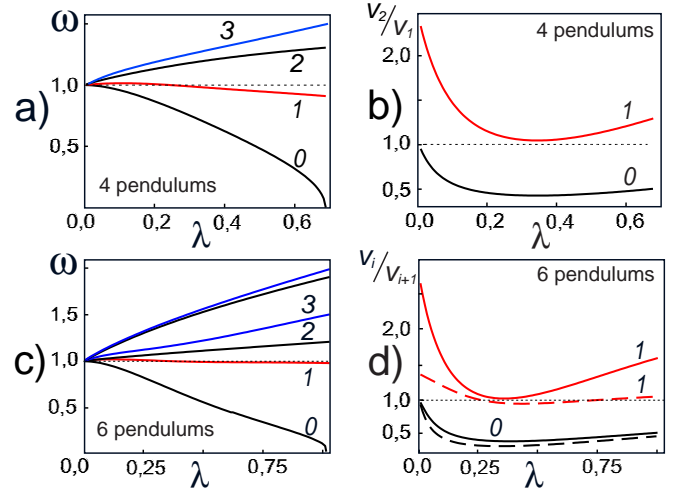 ω
3
2
1,0
1
a)
0,5
0
4 pendulums
0,0 0,2 0,4 0,6
λ
v₂/v₁
4 pendulums
2,0
b)
1
1,0
0
0,5
0,0 0,2 0,4 0,6
λ
ω
1,5
3
2
c)
1,0
1
0,5
0
6 pendulums
0,0 0,25 0,75
λ
vᵢ/vᵢ₊₁
6 pendulums
2,0
d)
1
1
1,0
0
0,5
0,0 0,25 0,75
λ